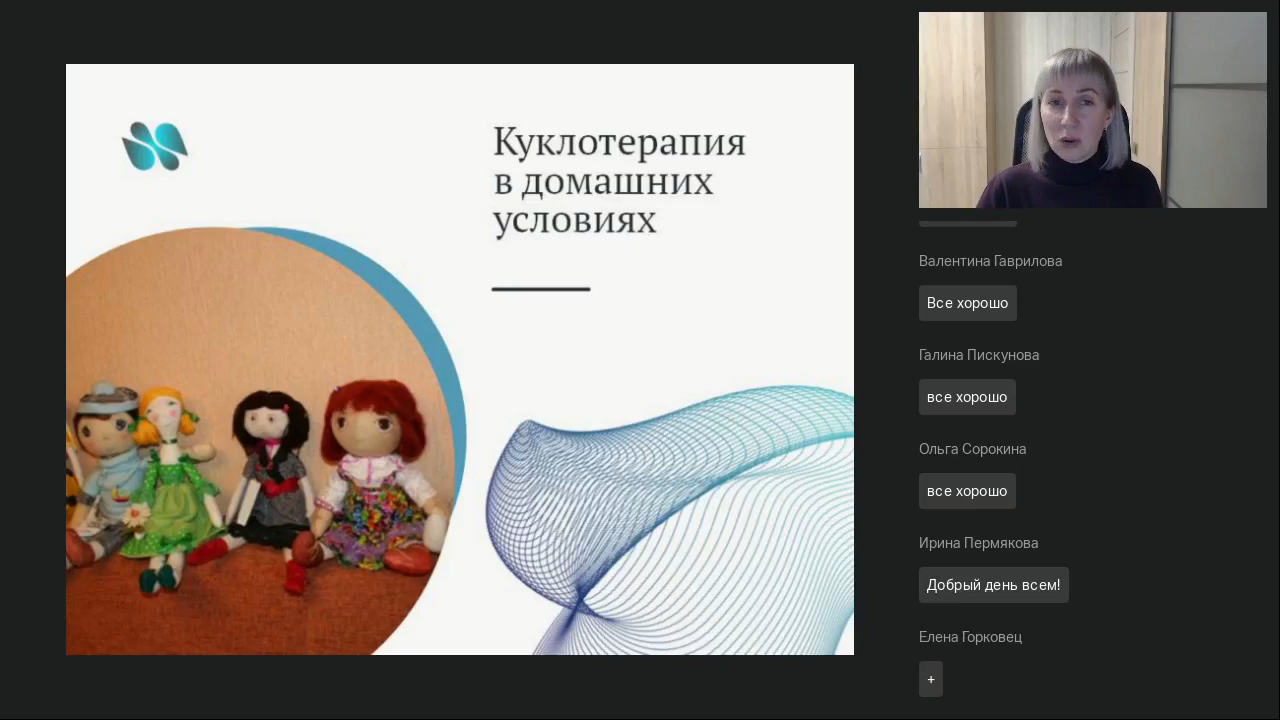 Куклотерапия
в домашних
условиях
Валентина Гаврилова
Все хорошо
Галина Пискунова
все хорошо
Ольга Сорокина
все хорошо
Ирина Пермякова
Добрый день всем!
Елена Горковец
+